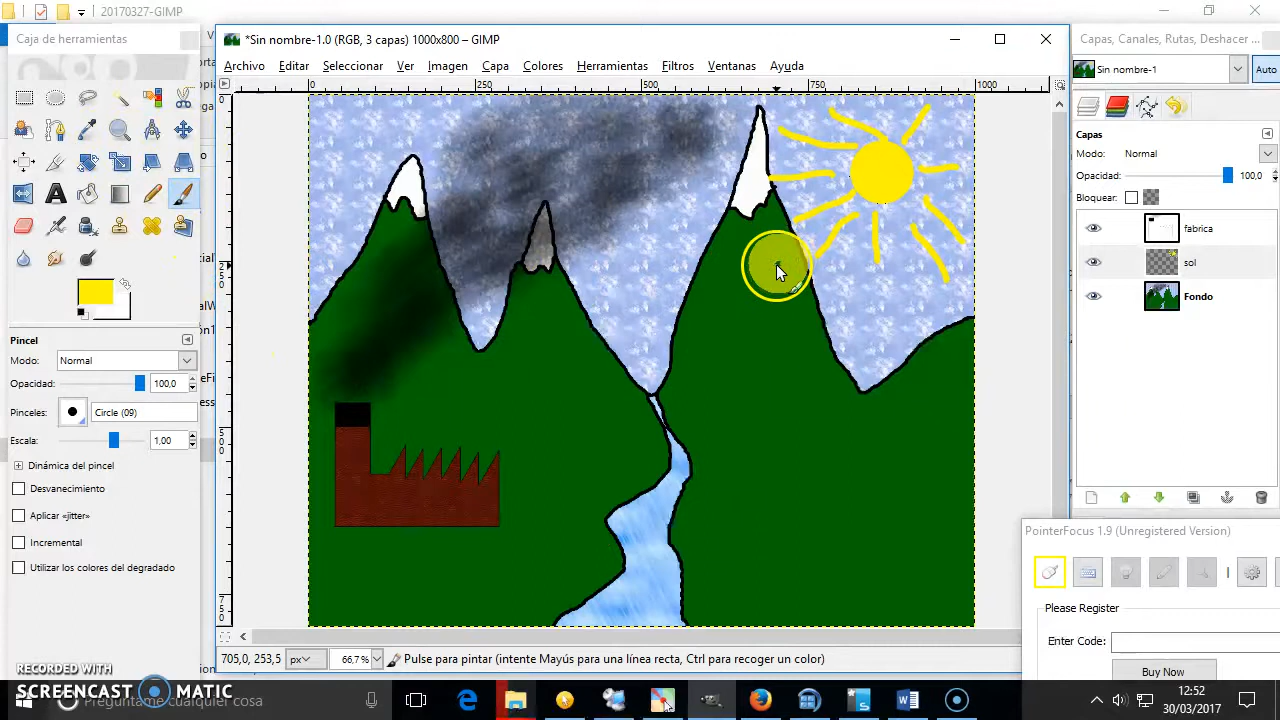 20170327-GIMP
Caja de herramientas
*Sin nombre-1.0 (RGB, 3 capas) 1000x800 – GIMP
Capas, Canales, Rutas, Deshacer ...
Archivo Editar Seleccionar Ver Imagen Capa Colores Herramientas Filtros Ventanas Ayuda
Sin nombre-1
Auto
0 250 500 750 1000
Capas
Modo: Normal
Opacidad: 100,0
Bloquear:
fabrica
sol
Fondo
0
250
500
750
Pincel
Modo: Normal
Opacidad: 100,0
Pinceles: Circle (09)
Escala: 1,00
Dinámica del pincel
Desvanecimiento
Aplicar «jitter»
Incremental
Utilizar los colores del degradado
PointerFocus 1.9 (Unregistered Version)
Please Register
Enter Code:
Buy Now
705,0, 253,5 px 66,7% Pulse para pintar (intente Mayús para una línea recta, Ctrl para recoger un color)
RECORDED WITH
SCREENCAST MATIC
Pregúntame cualquier cosa
12:52
30/03/2017